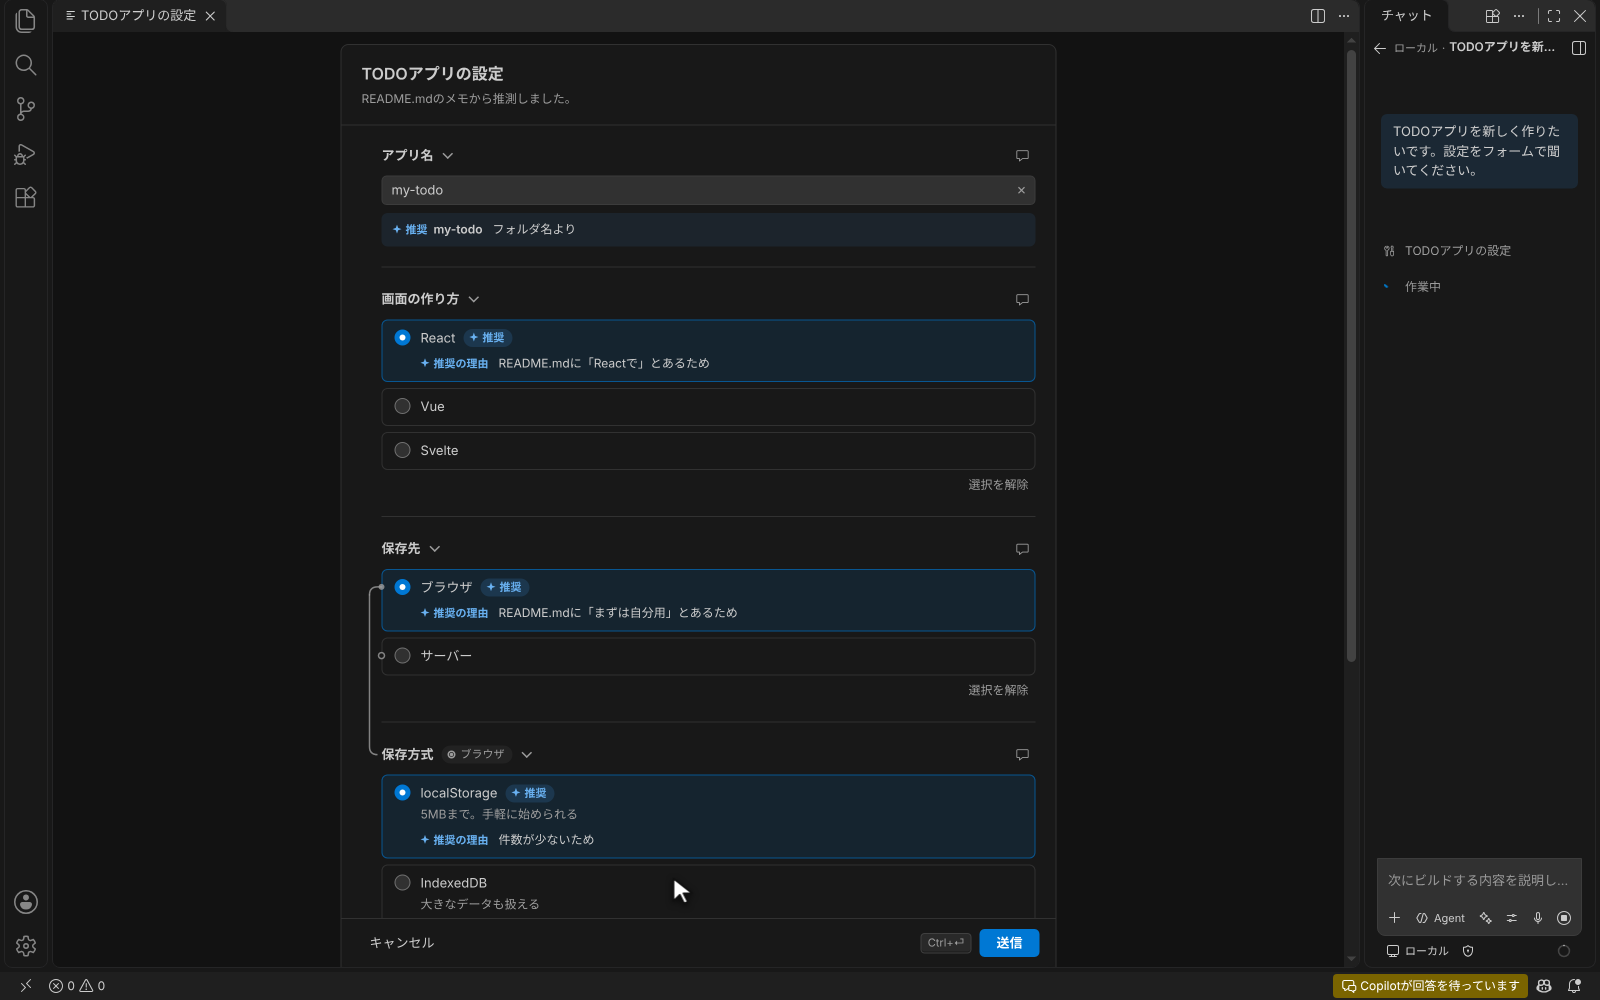 TODOアプリの設定
TODOアプリの設定
README.mdのメモから推測しました。
アプリ名
my-todo
推奨 my-todo フォルダ名より
画面の作り方
React 推奨
推奨の理由 README.mdに「Reactで」とあるため
Vue
Svelte
選択を解除
保存先
ブラウザ 推奨
推奨の理由 README.mdに「まずは自分用」とあるため
サーバー
選択を解除
保存方式 ブラウザ
localStorage 推奨
5MBまで。手軽に始められる
推奨の理由 件数が少ないため
IndexedDB
大きなデータも扱える
キャンセル
Ctrl+⏎
送信
チャット
ローカル · TODOアプリを新...
TODOアプリを新しく作りた
いです。設定をフォームで聞
いてください。
TODOアプリの設定
作業中
次にビルドする内容を説明し...
Agent
ローカル
0 0
Copilotが回答を待っています